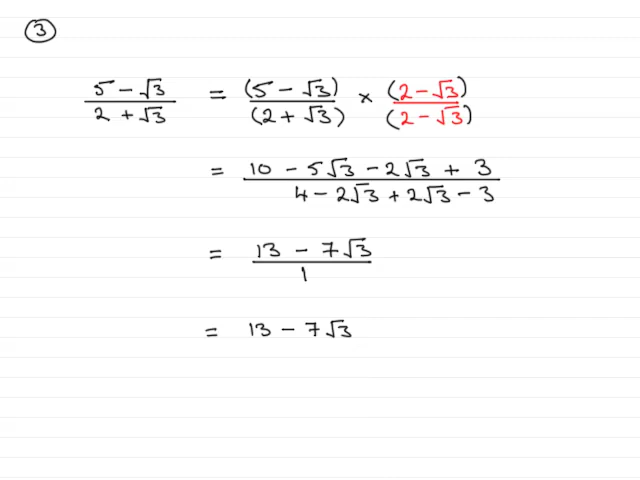 ③
(5 - √3)/(2 + √3) = (5 - √3)/(2 + √3) × (2 - √3)/(2 - √3)
= (10 - 5√3 - 2√3 + 3)/(4 - 2√3 + 2√3 - 3)
= (13 - 7√3)/1
= 13 - 7√3